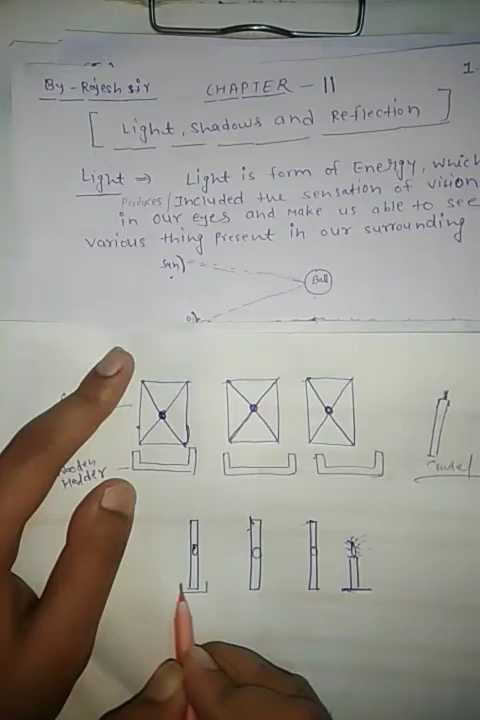 1.
By - Rajesh sir CHAPTER - 11
[ Light, Shadows and Reflection ]
Light ⇒ Light is form of Energy, which
Produces / Included the sensation of vision
in our eyes and make us able to see
various thing present in our surrounding
Sun
Ball
Wooden
Holder